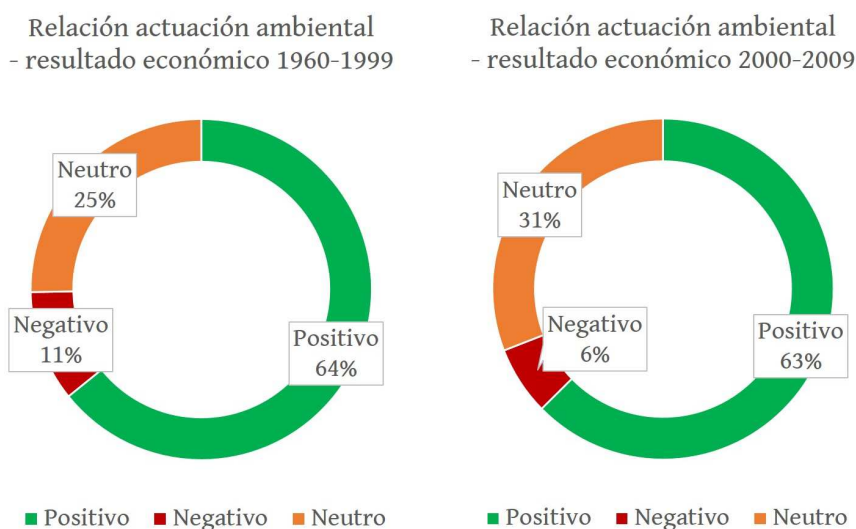 Relación actuación ambiental
- resultado económico 1960-1999
Neutro
25%
Negativo
11%
Positivo
64%
■ Positivo ■ Negativo ■ Neutro
Relación actuación ambiental
- resultado económico 2000-2009
Neutro
31%
Negativo
6%
Positivo
63%
■ Positivo ■ Negativo ■ Neutro